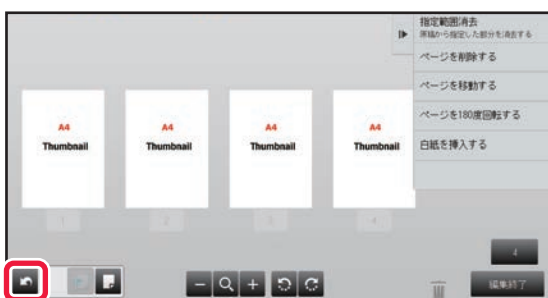 指定範囲消去
原稿から指定した部分を消去する
ページを削除する
ページを移動する
ページを180度回転する
白紙を挿入する
A4
Thumbnail
A4
Thumbnail
A4
Thumbnail
A4
Thumbnail
1
2
3
4
4
編集終了